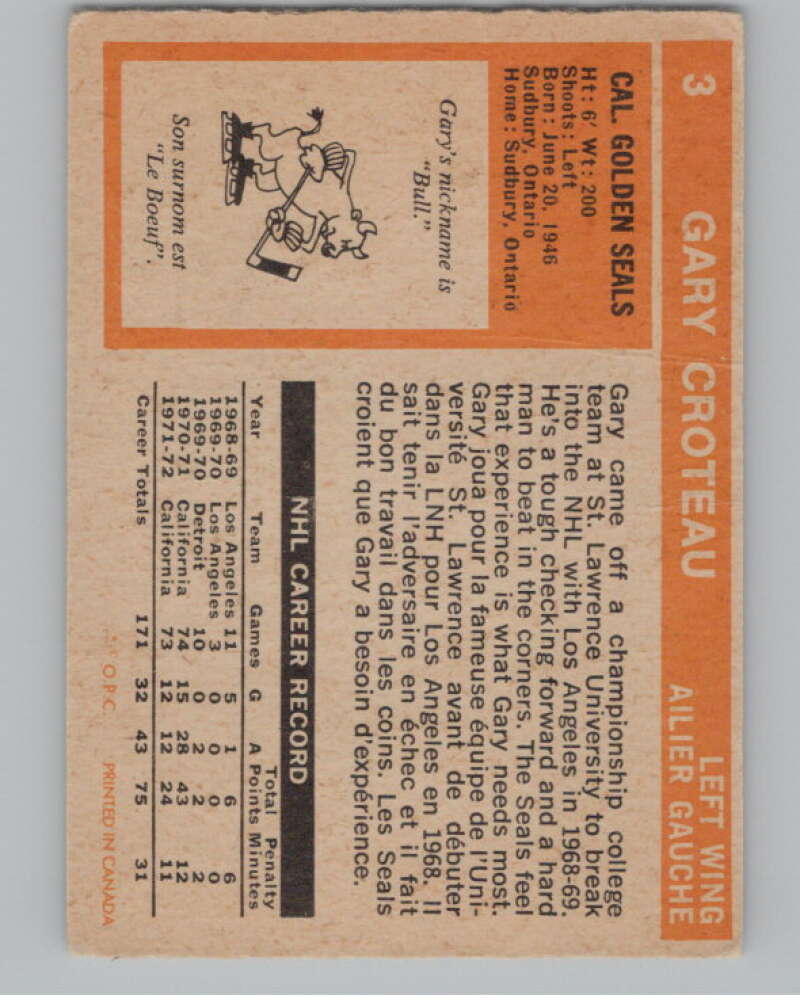 3 GARY CROTEAU
LEFT WING
AILIER GAUCHE
CAL. GOLDEN SEALS
Ht: 6' Wt: 200
Shoots: Left
Born: June 20, 1946
Sudbury, Ontario
Home: Sudbury, Ontario
Gary's nickname is
"Bull."
Son surnom est
"Le Boeuf".
Gary came off a championship college
team at St. Lawrence University to break
into the NHL with Los Angeles in 1968-69.
He's a tough checking forward and a hard
man to beat in the corners. The Seals feel
that experience is what Gary needs most.
Gary joua pour la fameuse équipe de l'Uni-
versité St. Lawrence avant de débuter
dans la LNH pour Los Angeles en 1968. Il
sait tenir l'adversaire en échec et il fait
du bon travail dans les coins. Les Seals
croient que Gary a besoin d'expérience.
NHL CAREER RECORD
Total Penalty
Year Team Games G A Points Minutes
1968-69 Los Angeles 11 5 1 6 6
1969-70 Los Angeles 3 0 0 0 0
1969-70 Detroit 10 0 2 2 2
1970-71 California 74 15 28 43 12
1971-72 California 73 12 12 24 11
Career Totals 171 32 43 75 31
O.P.C. PRINTED IN CANADA